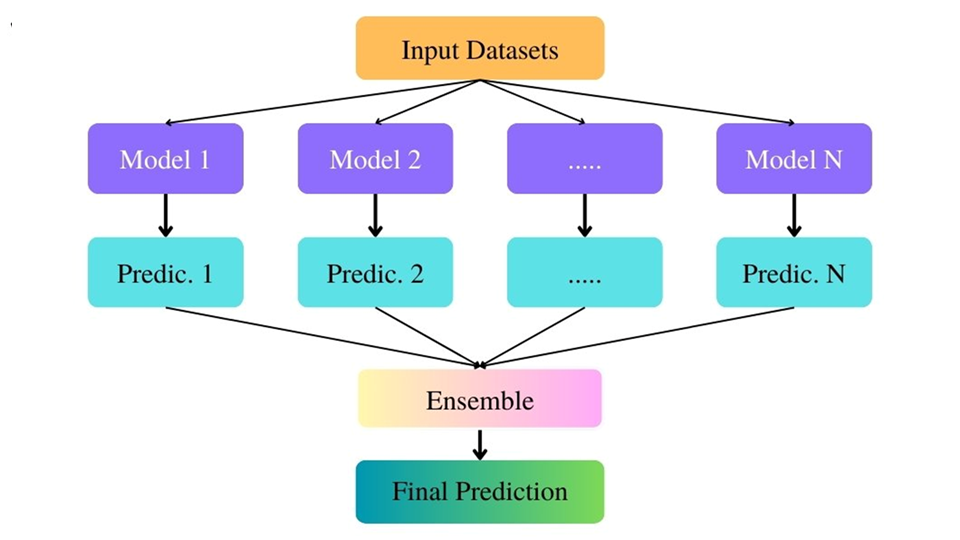 Input Datasets
Model 1
Model 2
.....
Model N
Predic. 1
Predic. 2
.....
Predic. N
Ensemble
Final Prediction